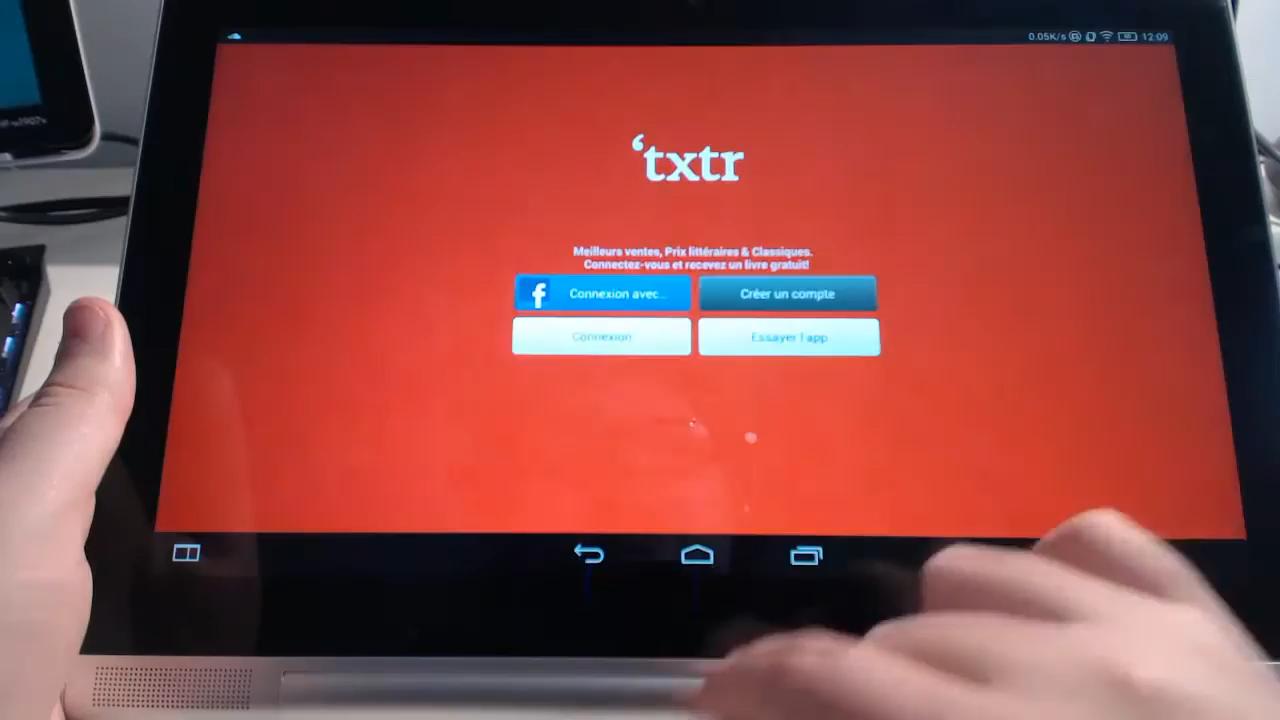 0.05K/s 12:09
‘txtr
Meilleurs ventes, Prix littéraires & Classiques.
Connectez-vous et recevez un livre gratuit!
Connexion avec...
Créer un compte
Connexion
Essayer l'app